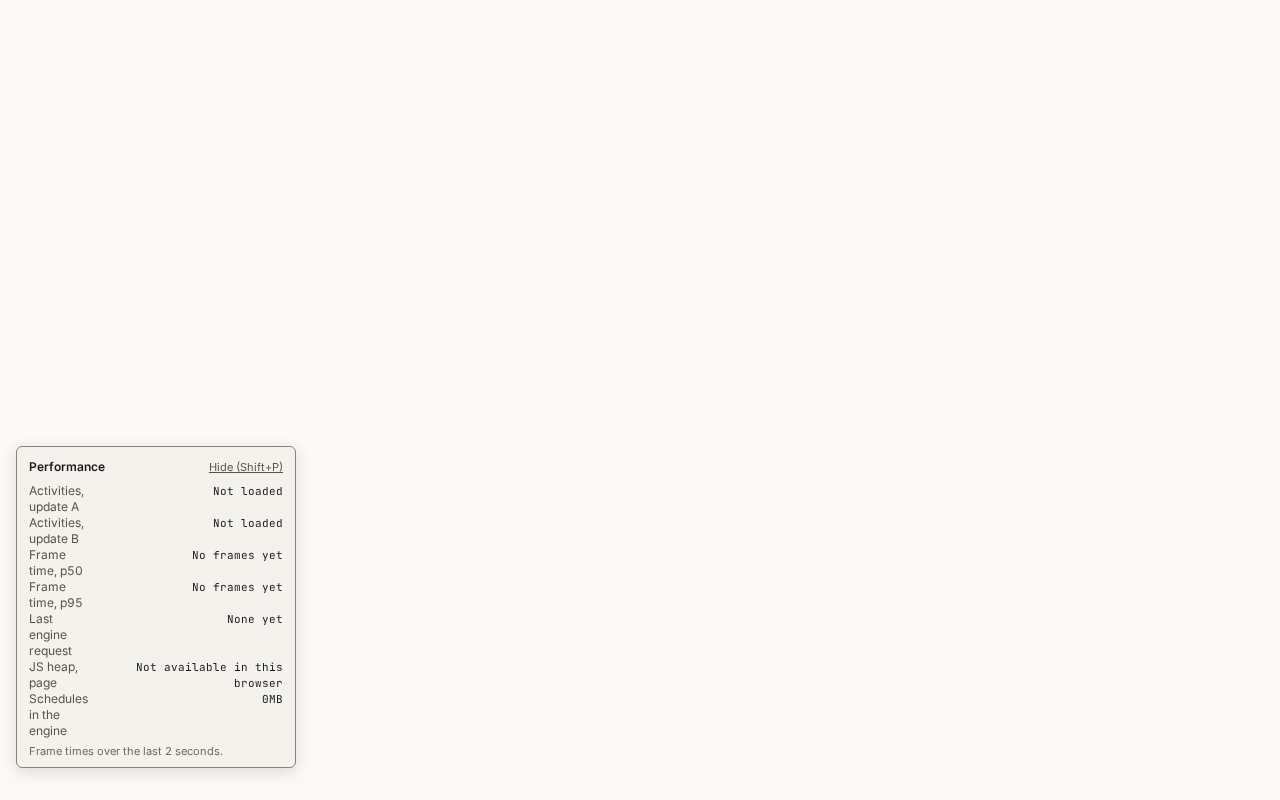 Performance Hide (Shift+P)
Activities, Not loaded
update A
Activities, Not loaded
update B
Frame No frames yet
time, p50
Frame No frames yet
time, p95
Last None yet
engine
request
JS heap, Not available in this
page browser
Schedules 0MB
in the
engine
Frame times over the last 2 seconds.